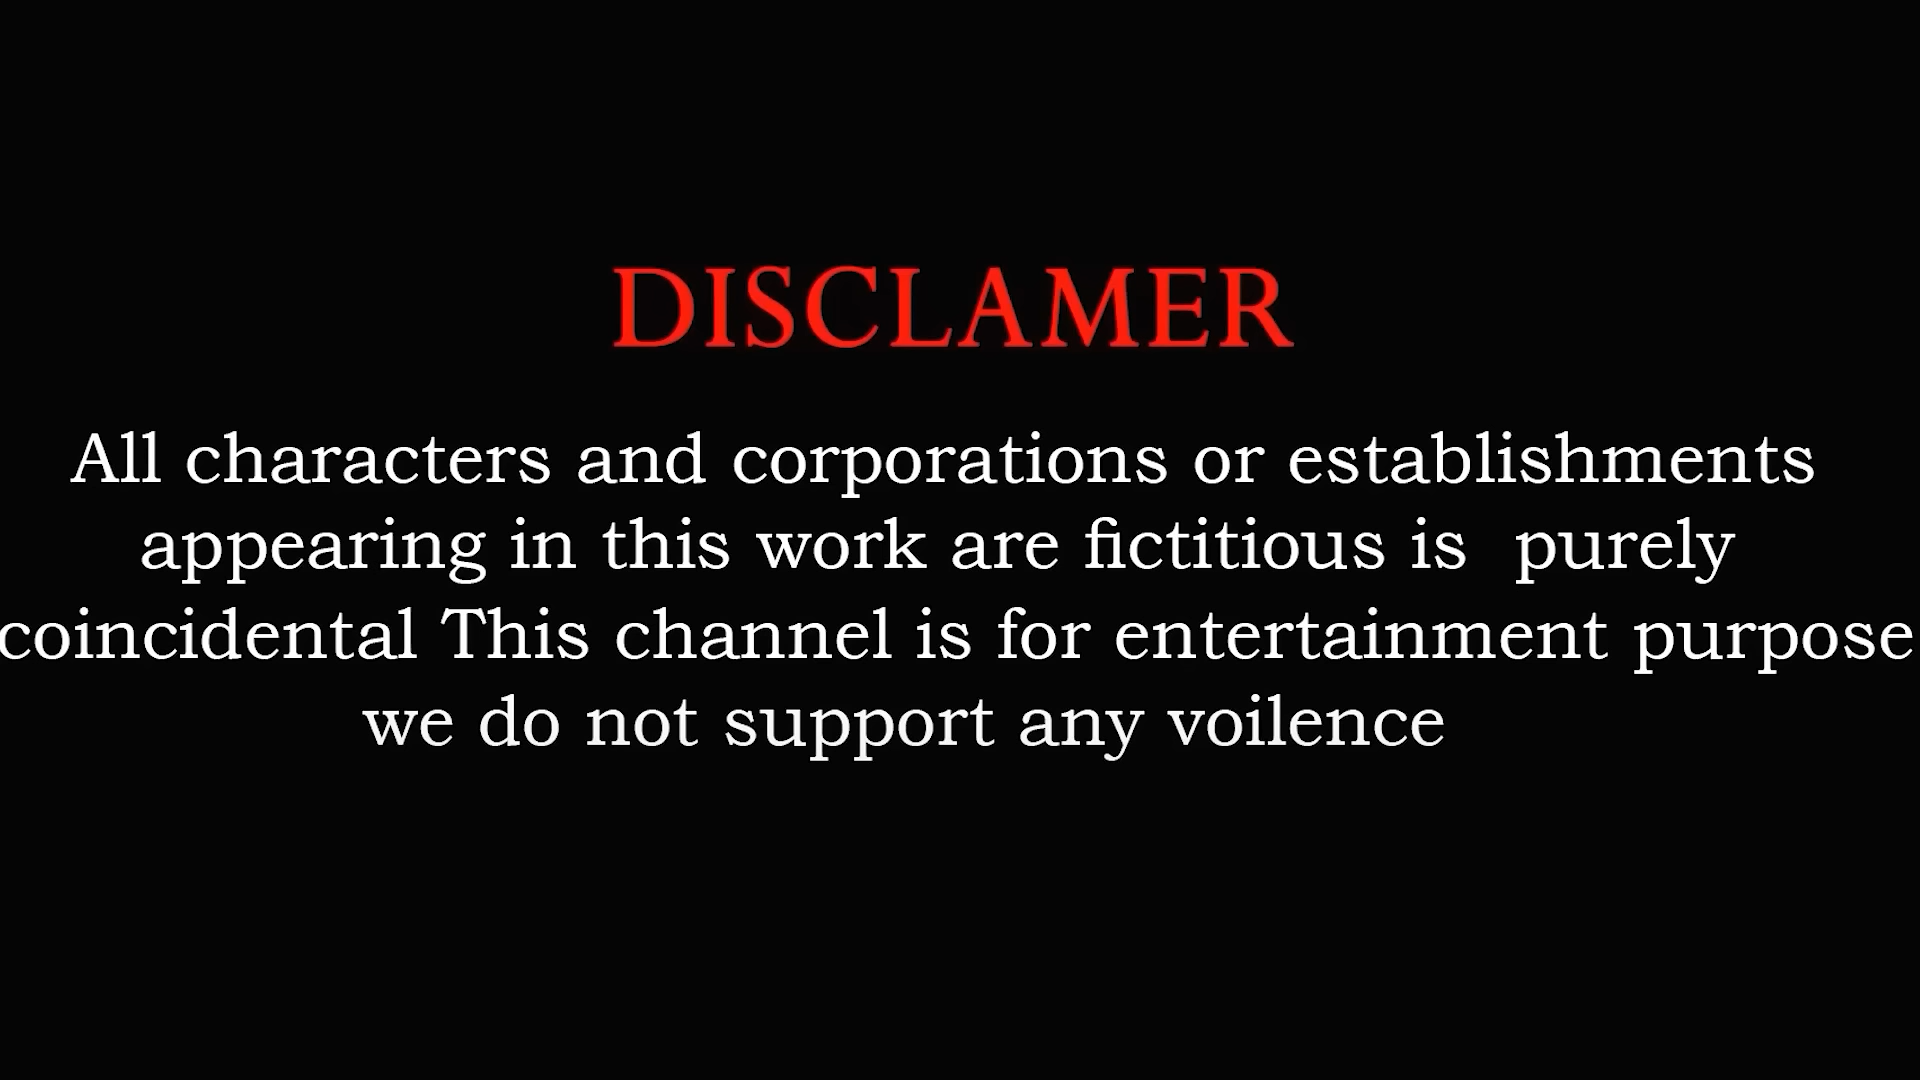 DISCLAMER
All characters and corporations or establishments
appearing in this work are fictitious is  purely
coincidental This channel is for entertainment purpose
we do not support any voilence